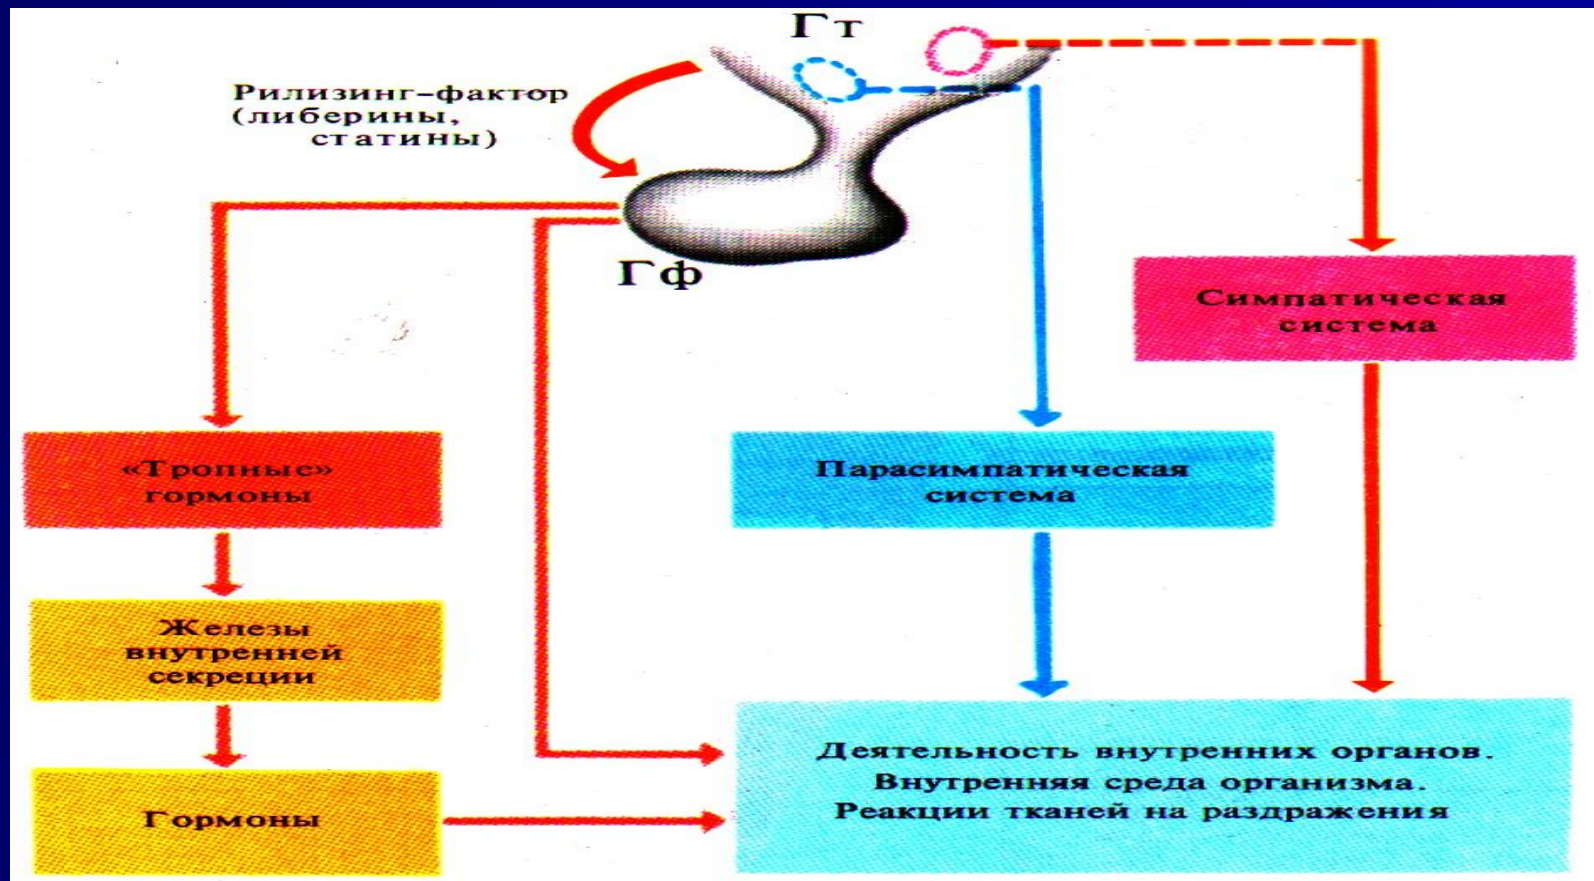 Гт
Рилизинг-фактор
(либерины,
статины)
Гф
Симпатическая
система
«Тропные»
гормоны
Парасимпатическая
система
Железы
внутренней
секреции
Деятельность внутренних органов.
Внутренняя среда организма.
Реакции тканей на раздражения
Гормоны